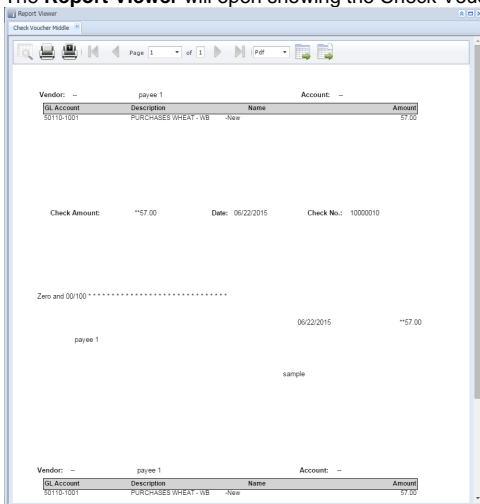 The Report Viewer will open showing the Check Vou
Report Viewer
Check Voucher Middle
Page 1 of 1 Pdf
Vendor: -- payee 1 Account: --
GL Account Description Name Amount
50110-1001 PURCHASES WHEAT - WB -New 57.00
Check Amount: **57.00 Date: 06/22/2015 Check No.: 10000010
Zero and 00/100 * * * * * * * * * * * * * * * * * * * * * * * * * * * * * *
06/22/2015 **57.00
payee 1
sample
Vendor: -- payee 1 Account: --
GL Account Description Name Amount
50110-1001 PURCHASES WHEAT - WB -New 57.00